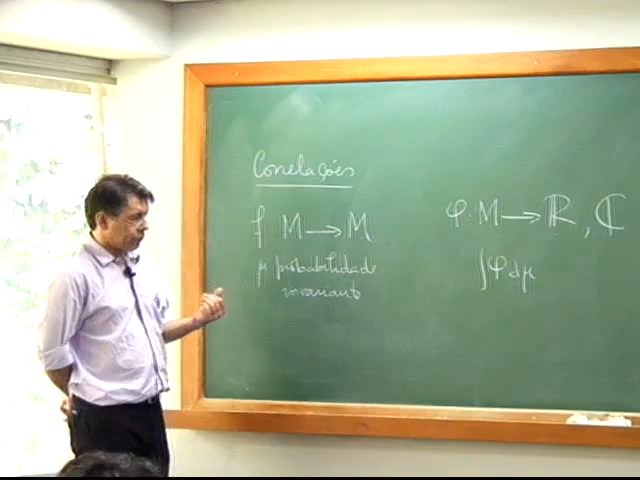 Correlações
f M → M
μ probabilidade
invariante
φ: M → ℝ, ℂ
∫φ dμ